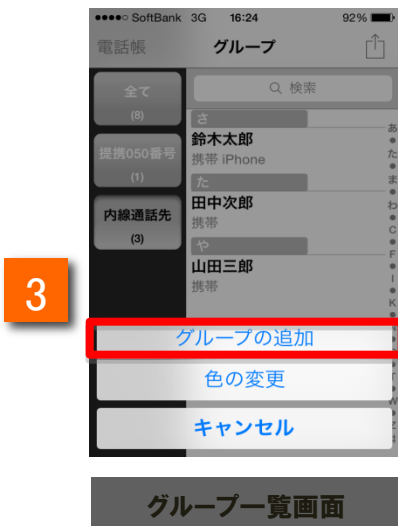 SoftBank 3G 16:24 92%
電話帳 グループ
全て
(8)
検索
さ
提携050番号
(1)
鈴木太郎
携帯 iPhone
た
内線通話先
(3)
田中次郎
携帯
や
山田三郎
携帯
あ
た
ま
わ
C
F
I
K
T
W
Z
#
3
グループの追加
色の変更
キャンセル
グループ一覧画面